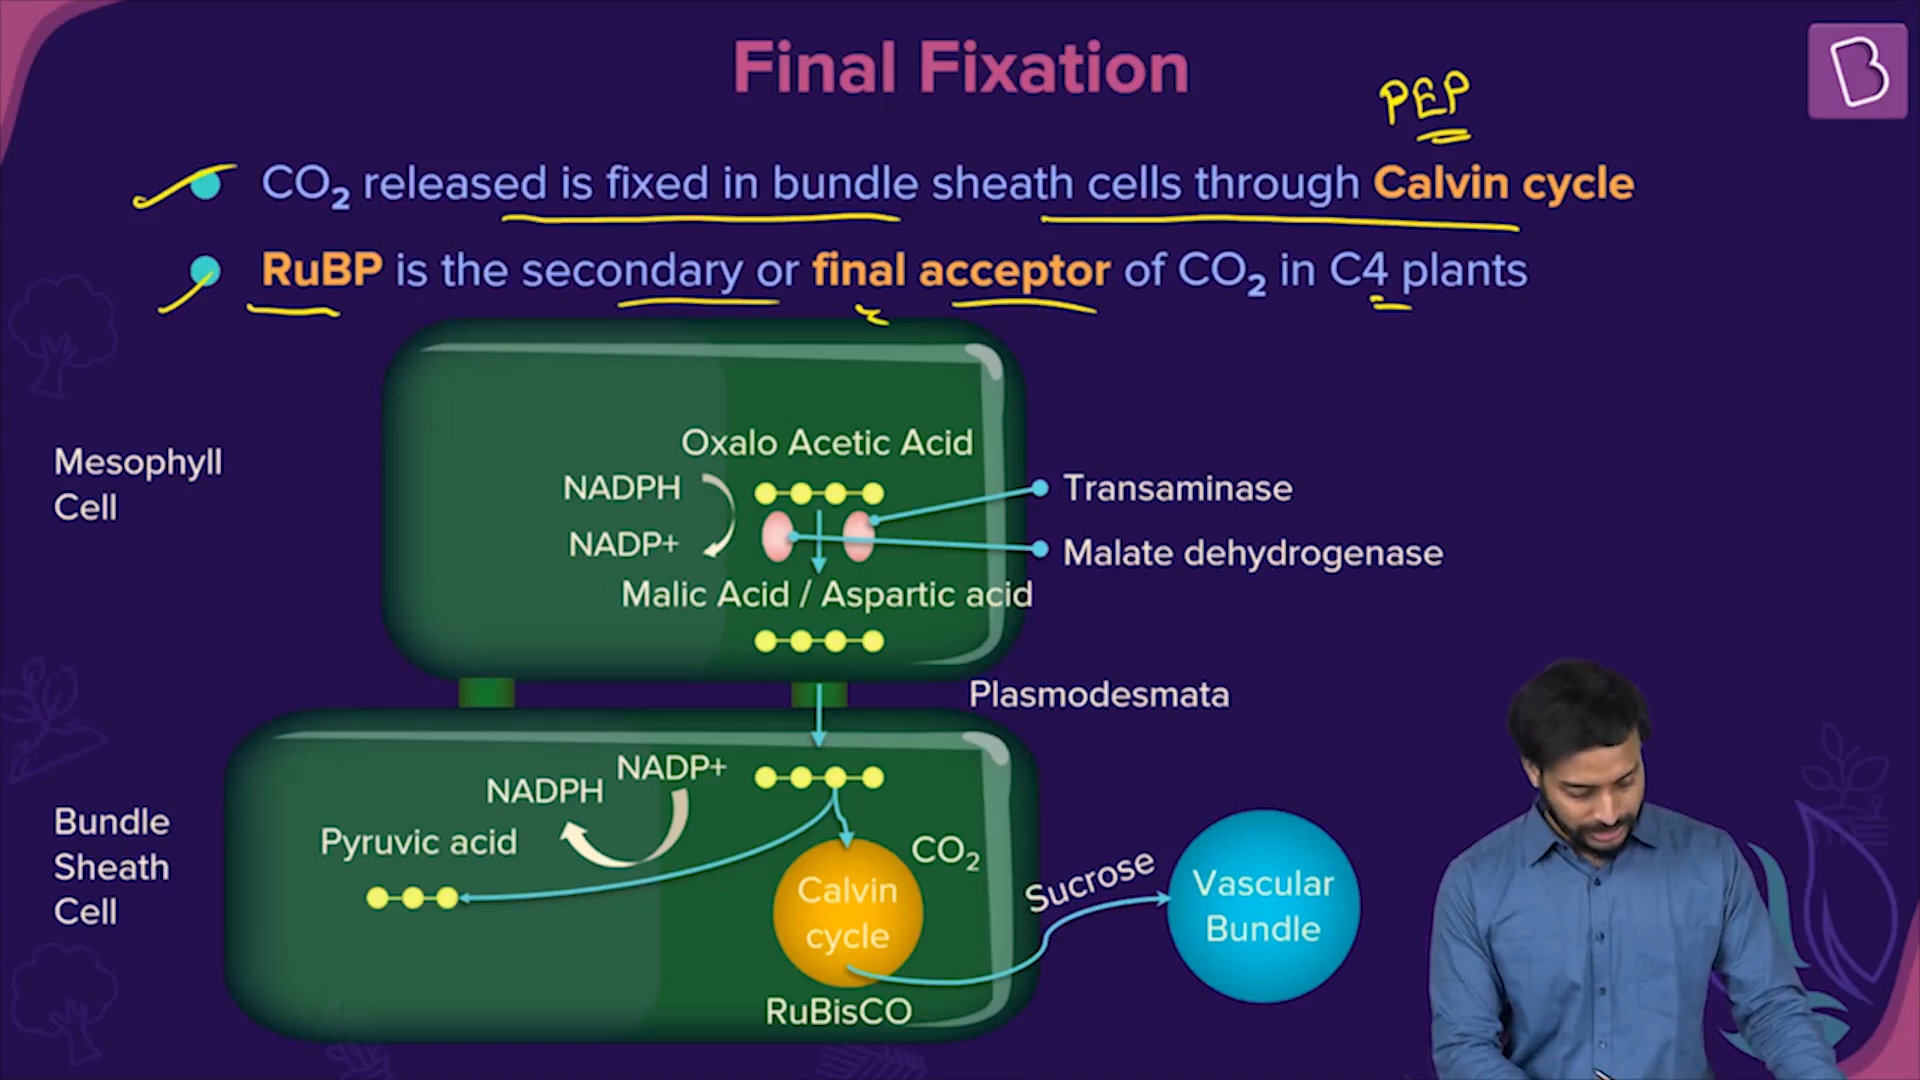 Final Fixation
PEP
CO₂ released is fixed in bundle sheath cells through Calvin cycle
RuBP is the secondary or final acceptor of CO₂ in C4 plants
Mesophyll
Cell
Oxalo Acetic Acid
NADPH
NADP+
Transaminase
Malate dehydrogenase
Malic Acid / Aspartic acid
Plasmodesmata
Bundle
Sheath
Cell
NADP+
NADPH
Pyruvic acid
CO₂
Calvin
cycle
RuBisCO
Sucrose
Vascular
Bundle
B